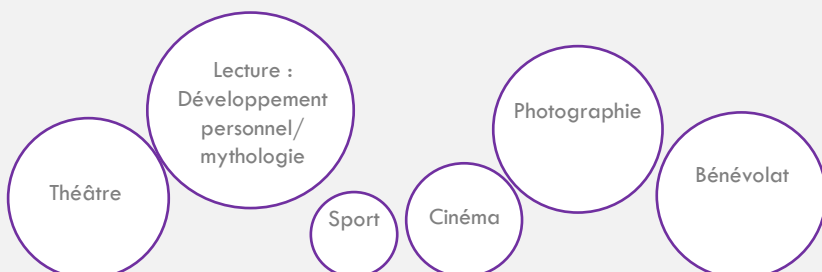 Théâtre
Lecture :
Développement
personnel/
mythologie
Sport
Cinéma
Photographie
Bénévolat